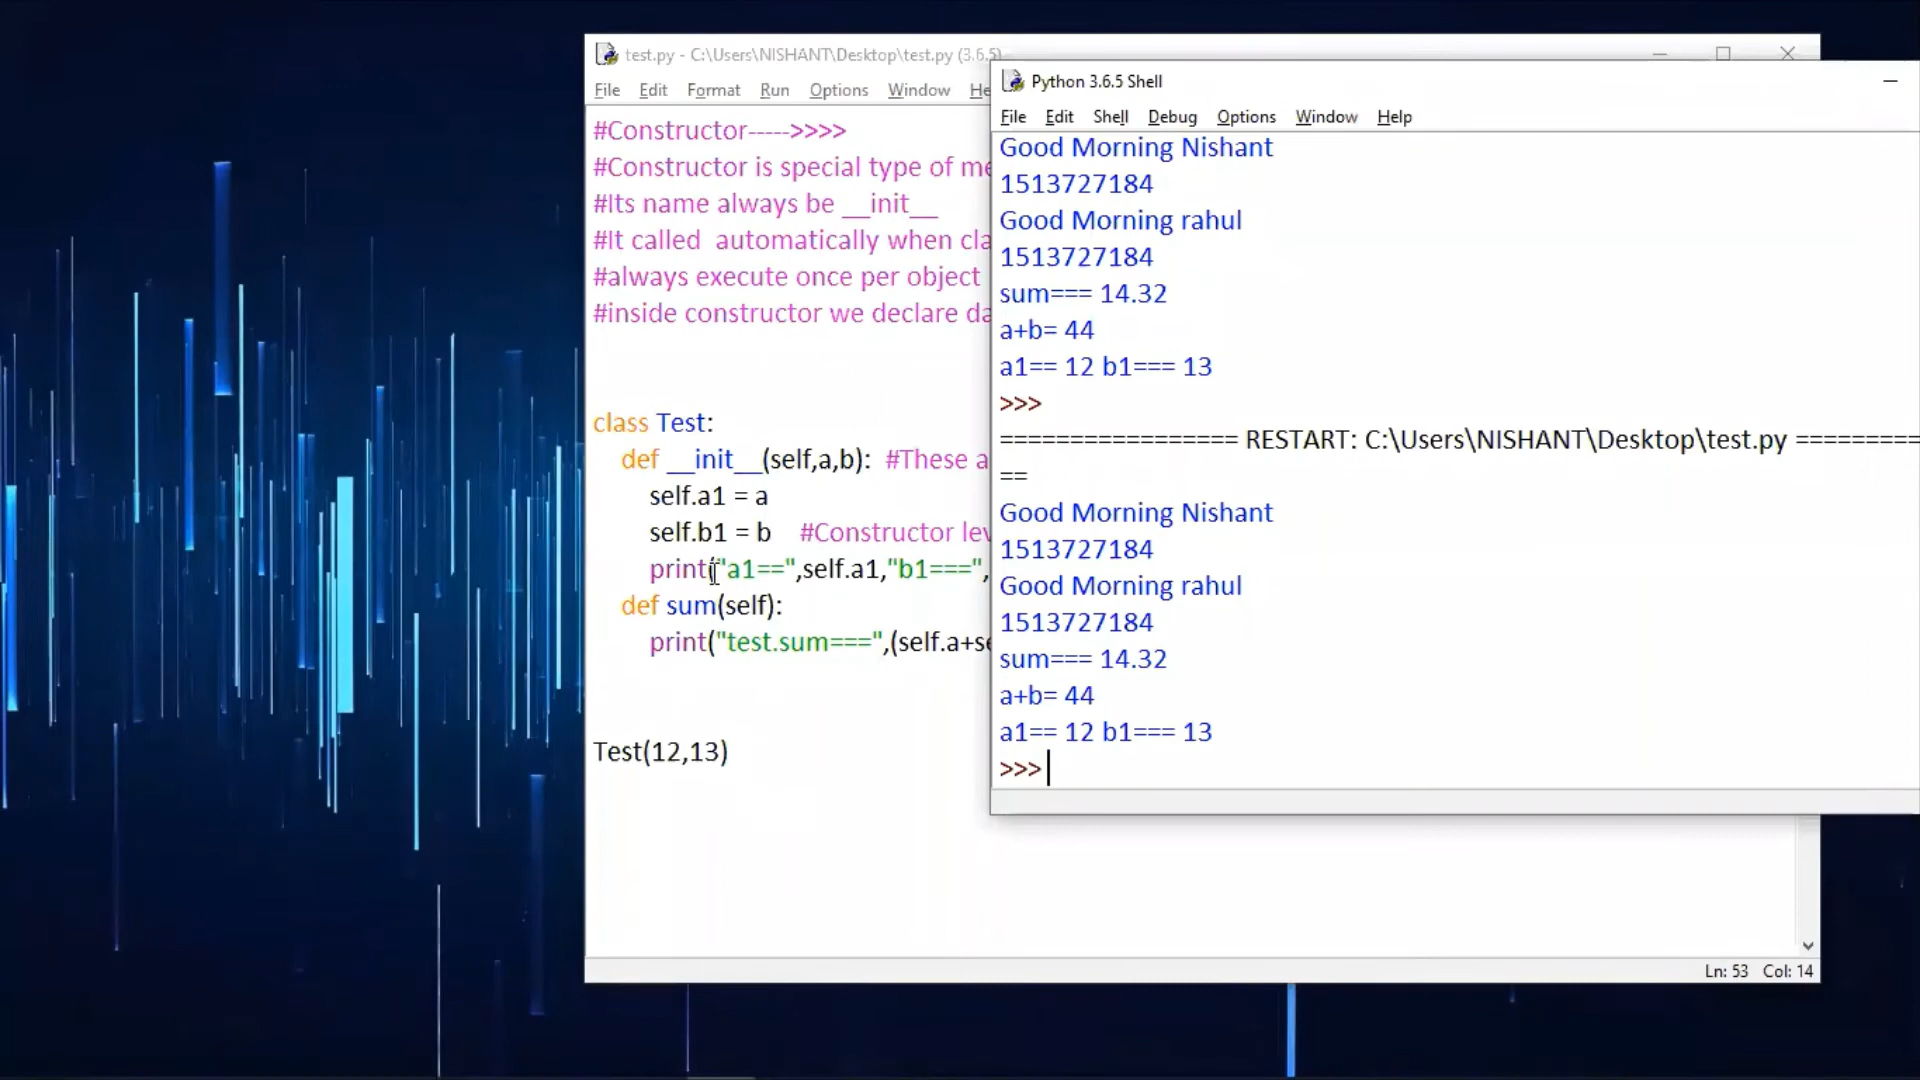 test.py - C:\Users\NISHANT\Desktop\test.py (3.6.5)
File Edit Format Run Options Window
#Constructor----->>>>
#Constructor is special type of
#Its name always be __init__
#It called  automatically when
#always execute once per object
#inside constructor we declare
class Test:
def __init__(self,a,b):  #These
self.a1 = a
self.b1 = b    #Constructor
print("a1==",self.a1,"b1===",
def sum(self):
print("test.sum===",(self.a+
Test(12,13)
Ln: 53 Col: 14
Python 3.6.5 Shell
File Edit Shell Debug Options Window Help
Good Morning Nishant
1513727184
Good Morning rahul
1513727184
sum=== 14.32
a+b= 44
a1== 12 b1=== 13
>>>
================= RESTART: C:\Users\NISHANT\Desktop\test.py =========
==
Good Morning Nishant
1513727184
Good Morning rahul
1513727184
sum=== 14.32
a+b= 44
a1== 12 b1=== 13
>>>